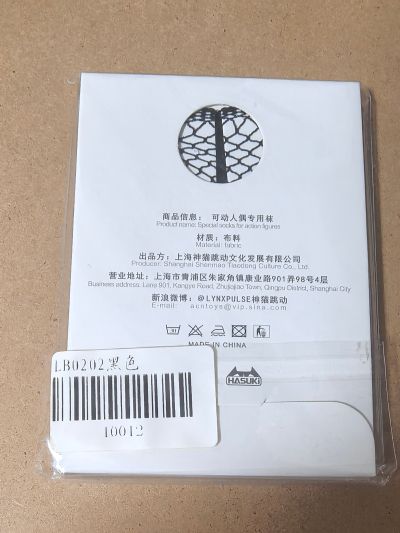 商品信息： 可动人偶专用袜
Product name: Special socks for action figures
材质：布料
Material: fabric
出品方：上海神猫跳动文化发展有限公司
Producer: Shanghai Shenmao Tiaodong Culture Co., Ltd.
营业地址：上海市青浦区朱家角镇康业路901弄98号4层
Business address: Lane 901, Kangye Road, Zhujiajiao Town, Qingpu District, Shanghai City
新浪微博：@LYNXPULSE神猫跳动
E-mail: acntoys@vip.sina.com
MADE IN CHINA
LB0202黑色
10012
HASUKI